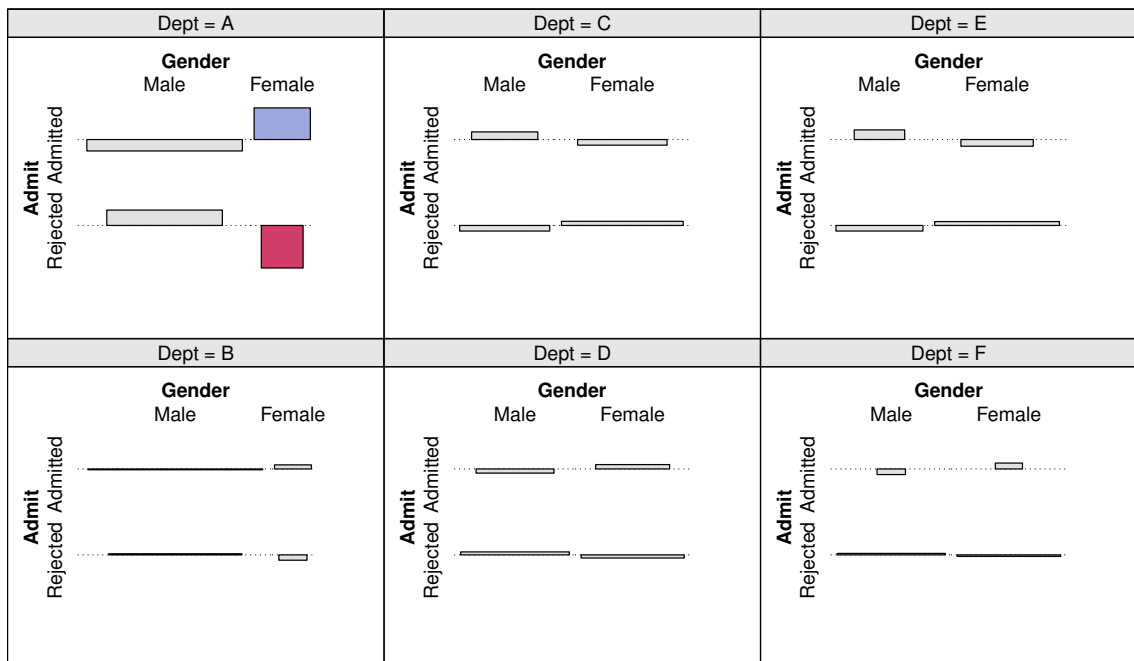 Dept = A
Gender
Male Female
Admit
Admitted
Rejected
Dept = C
Gender
Male Female
Admit
Admitted
Rejected
Dept = E
Gender
Male Female
Admit
Admitted
Rejected
Dept = B
Gender
Male Female
Admit
Admitted
Rejected
Dept = D
Gender
Male Female
Admit
Admitted
Rejected
Dept = F
Gender
Male Female
Admit
Admitted
Rejected